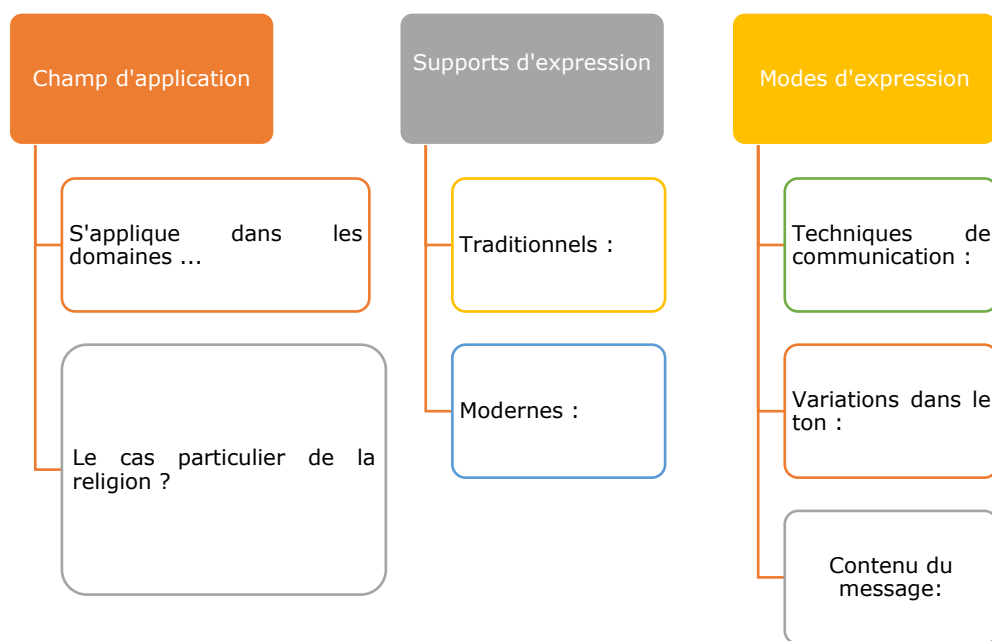 Champ d'application
S'applique dans les
domaines ...
Le cas particulier de la
religion ?
Supports d'expression
Traditionnels :
Modernes :
Modes d'expression
Techniques de
communication :
Variations dans le
ton :
Contenu du
message: